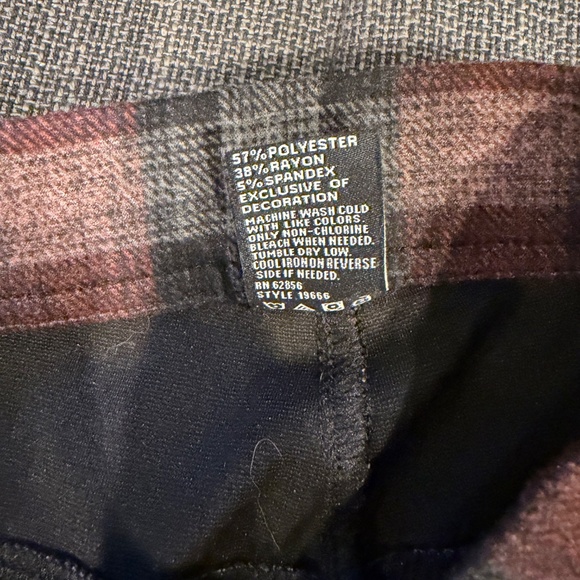 57% POLYESTER
38% RAYON
5% SPANDEX
EXCLUSIVE OF
DECORATION
MACHINE WASH COLD
WITH LIKE COLORS.
ONLY NON-CHLORINE
BLEACH WHEN NEEDED.
TUMBLE DRY LOW.
COOL IRON ON REVERSE
SIDE IF NEEDED.
RN 62856
STYLE 19666